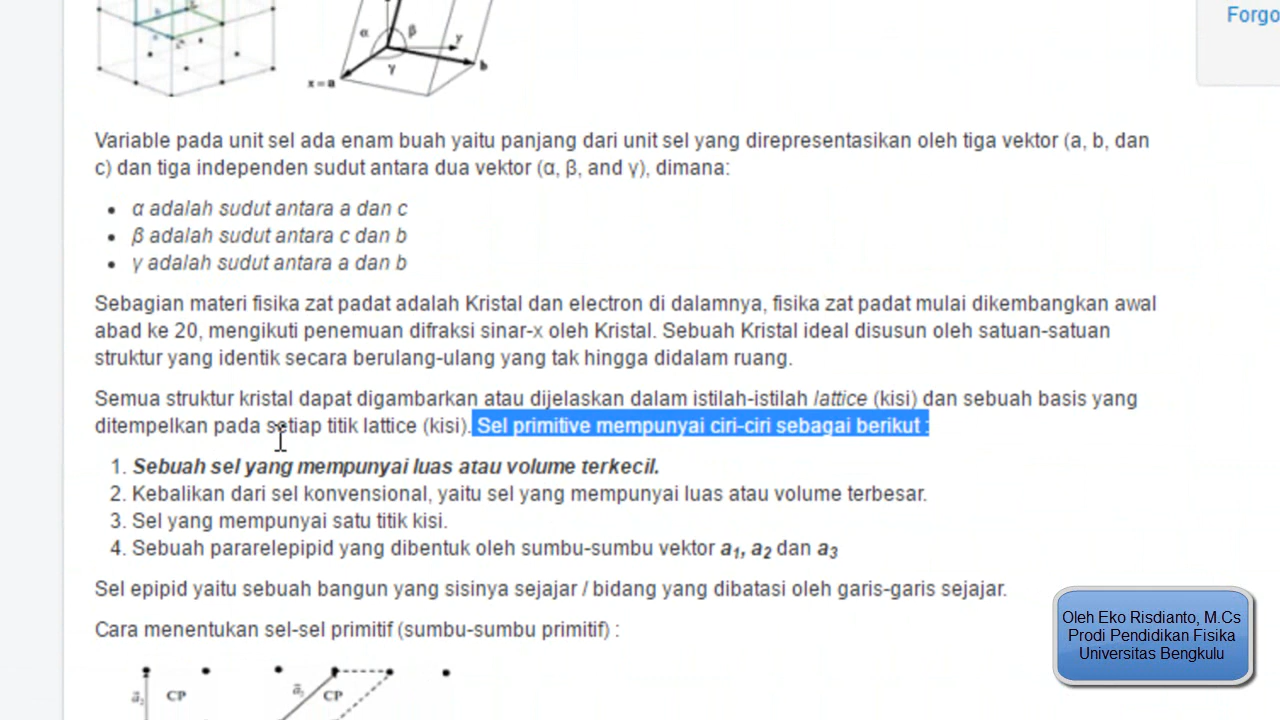 Forgo
α
β
γ
y
b
x=a
Variable pada unit sel ada enam buah yaitu panjang dari unit sel yang direpresentasikan oleh tiga vektor (a, b, dan
c) dan tiga independen sudut antara dua vektor (α, β, and γ), dimana:
• α adalah sudut antara a dan c
• β adalah sudut antara c dan b
• γ adalah sudut antara a dan b
Sebagian materi fisika zat padat adalah Kristal dan electron di dalamnya, fisika zat padat mulai dikembangkan awal
abad ke 20, mengikuti penemuan difraksi sinar-x oleh Kristal. Sebuah Kristal ideal disusun oleh satuan-satuan
struktur yang identik secara berulang-ulang yang tak hingga didalam ruang.
Semua struktur kristal dapat digambarkan atau dijelaskan dalam istilah-istilah lattice (kisi) dan sebuah basis yang
ditempelkan pada setiap titik lattice (kisi). Sel primitive mempunyai ciri-ciri sebagai berikut :
1. Sebuah sel yang mempunyai luas atau volume terkecil.
2. Kebalikan dari sel konvensional, yaitu sel yang mempunyai luas atau volume terbesar.
3. Sel yang mempunyai satu titik kisi.
4. Sebuah pararelepipid yang dibentuk oleh sumbu-sumbu vektor a1, a2 dan a3
Sel epipid yaitu sebuah bangun yang sisinya sejajar / bidang yang dibatasi oleh garis-garis sejajar.
Cara menentukan sel-sel primitif (sumbu-sumbu primitif) :
CP
CP
Oleh Eko Risdianto, M.Cs
Prodi Pendidikan Fisika
Universitas Bengkulu